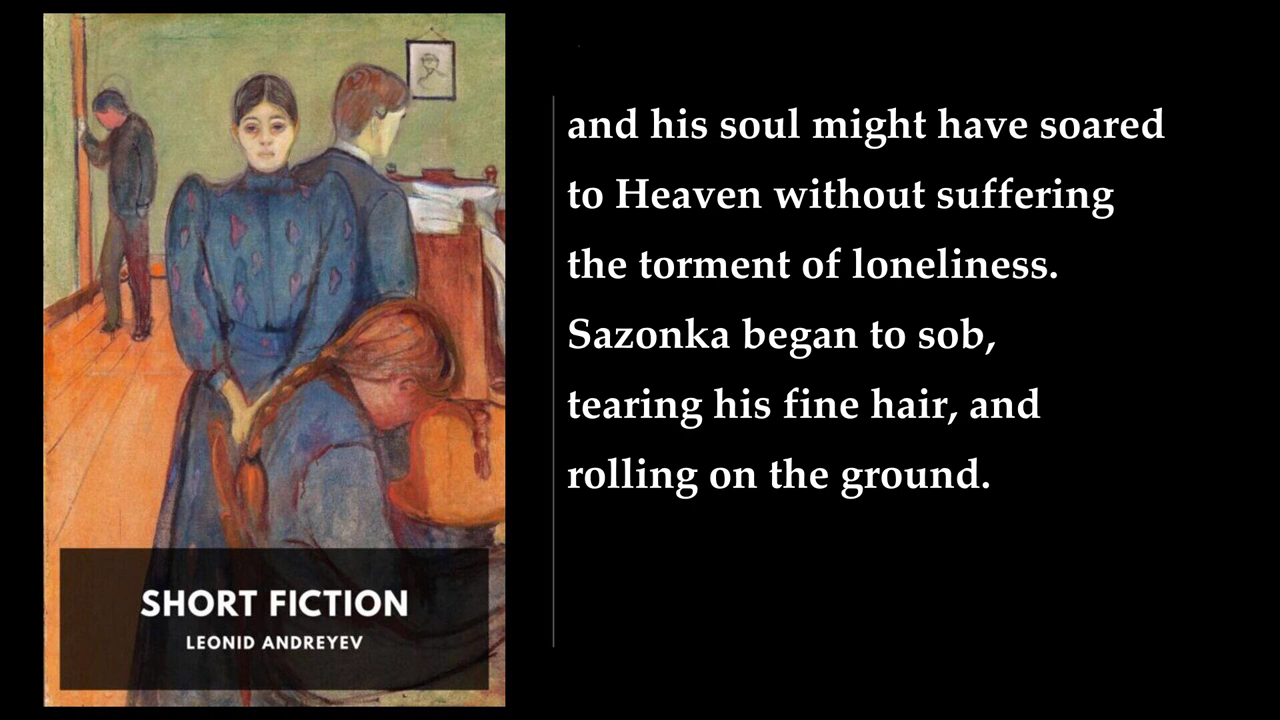 and his soul might have soared
to Heaven without suffering
the torment of loneliness.
Sazonka began to sob,
tearing his fine hair, and
rolling on the ground.
SHORT FICTION
LEONID ANDREYEV